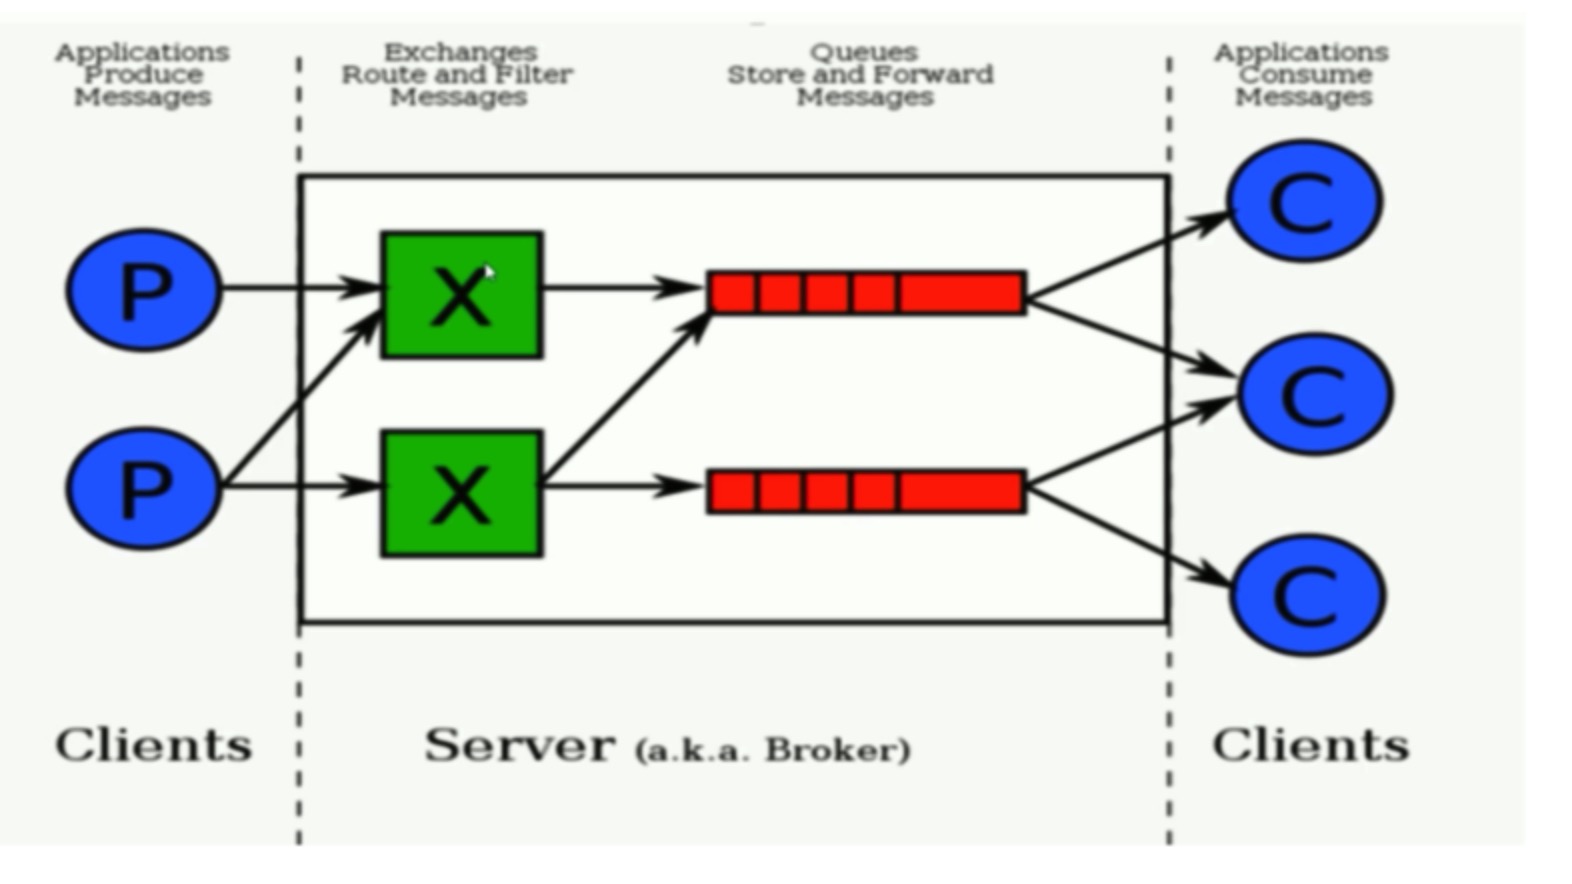 Applications
Produce
Messages
Exchanges
Route and Filter
Messages
Queues
Store and Forward
Messages
Applications
Consume
Messages
P
X
C
P
X
C
C
Clients
Server (a.k.a. Broker)
Clients